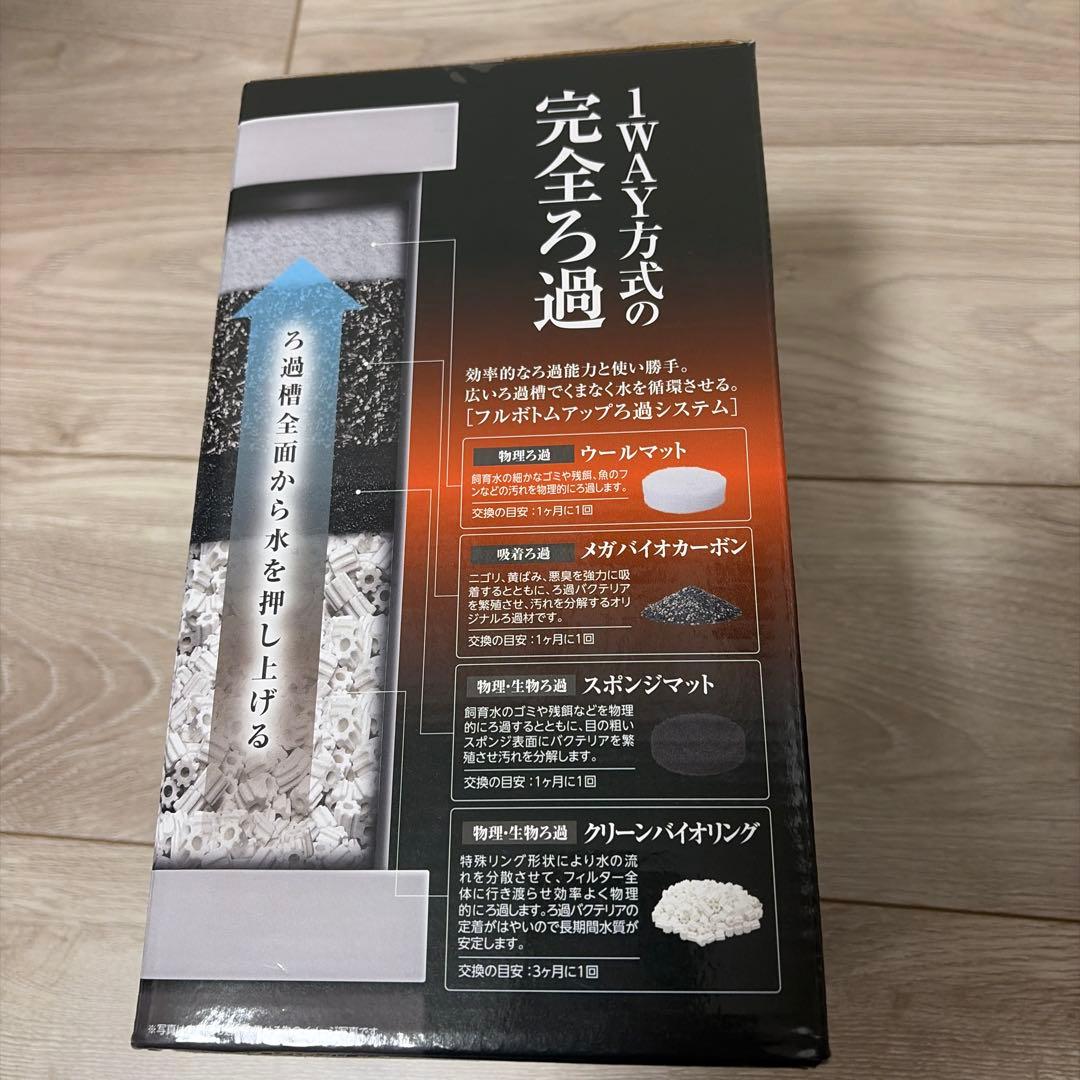 1WAY方式の
完全ろ過
効率的なろ過能力と使い勝手。
広いろ過槽でくまなく水を循環させる。
[フルボトムアップろ過システム]
ろ過槽全面から水を押し上げる
物理ろ過 ウールマット
飼育水の細かなゴミや残餌、魚のフ
ンなどの汚れを物理的にろ過します。
交換の目安:1ヶ月に1回
吸着ろ過 メガバイオカーボン
ニゴリ、黄ばみ、悪臭を強力に吸
着するとともに、ろ過バクテリア
を繁殖させ、汚れを分解するオリ
ジナルろ過材です。
交換の目安:1ヶ月に1回
物理・生物ろ過 スポンジマット
飼育水のゴミや残餌などを物理
的にろ過するとともに、目の粗い
スポンジ表面にバクテリアを繁
殖させ汚れを分解します。
交換の目安:1ヶ月に1回
物理・生物ろ過 クリーンバイオリング
特殊リング形状により水の流
れを分散させて、フィルター全
体に行き渡らせ効率よく物理
的にろ過します。ろ過バクテリアの
定着がはやいので長期間水質が
安定します。
交換の目安:3ヶ月に1回
※写真は
イメージ写真です